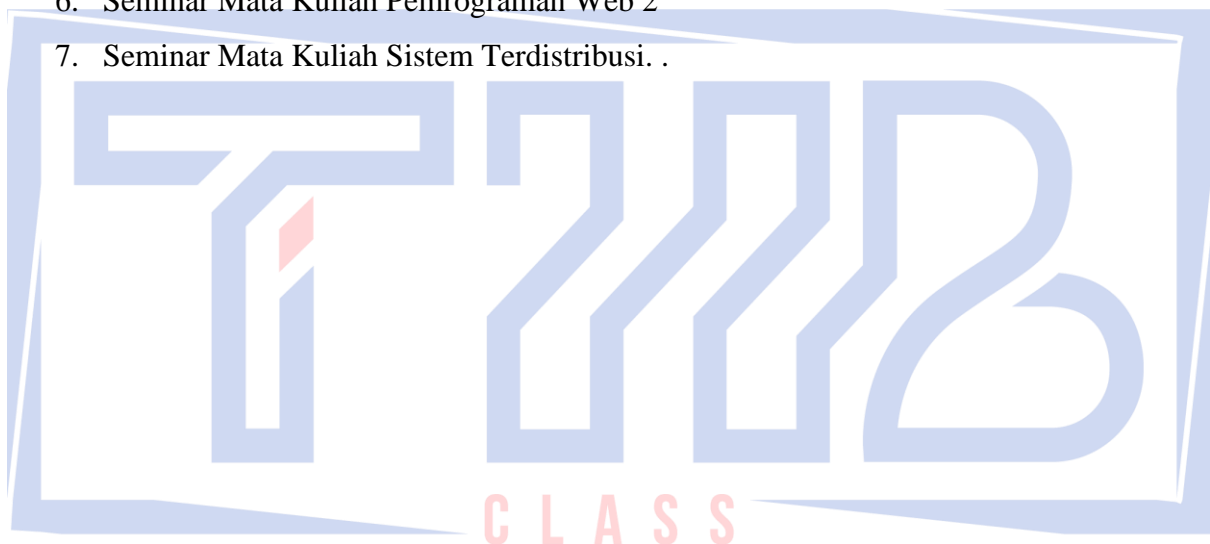 6. Seminar Mata Kuliah Pemrograman Web 2
7. Seminar Mata Kuliah Sistem Terdistribusi. .
CLASS